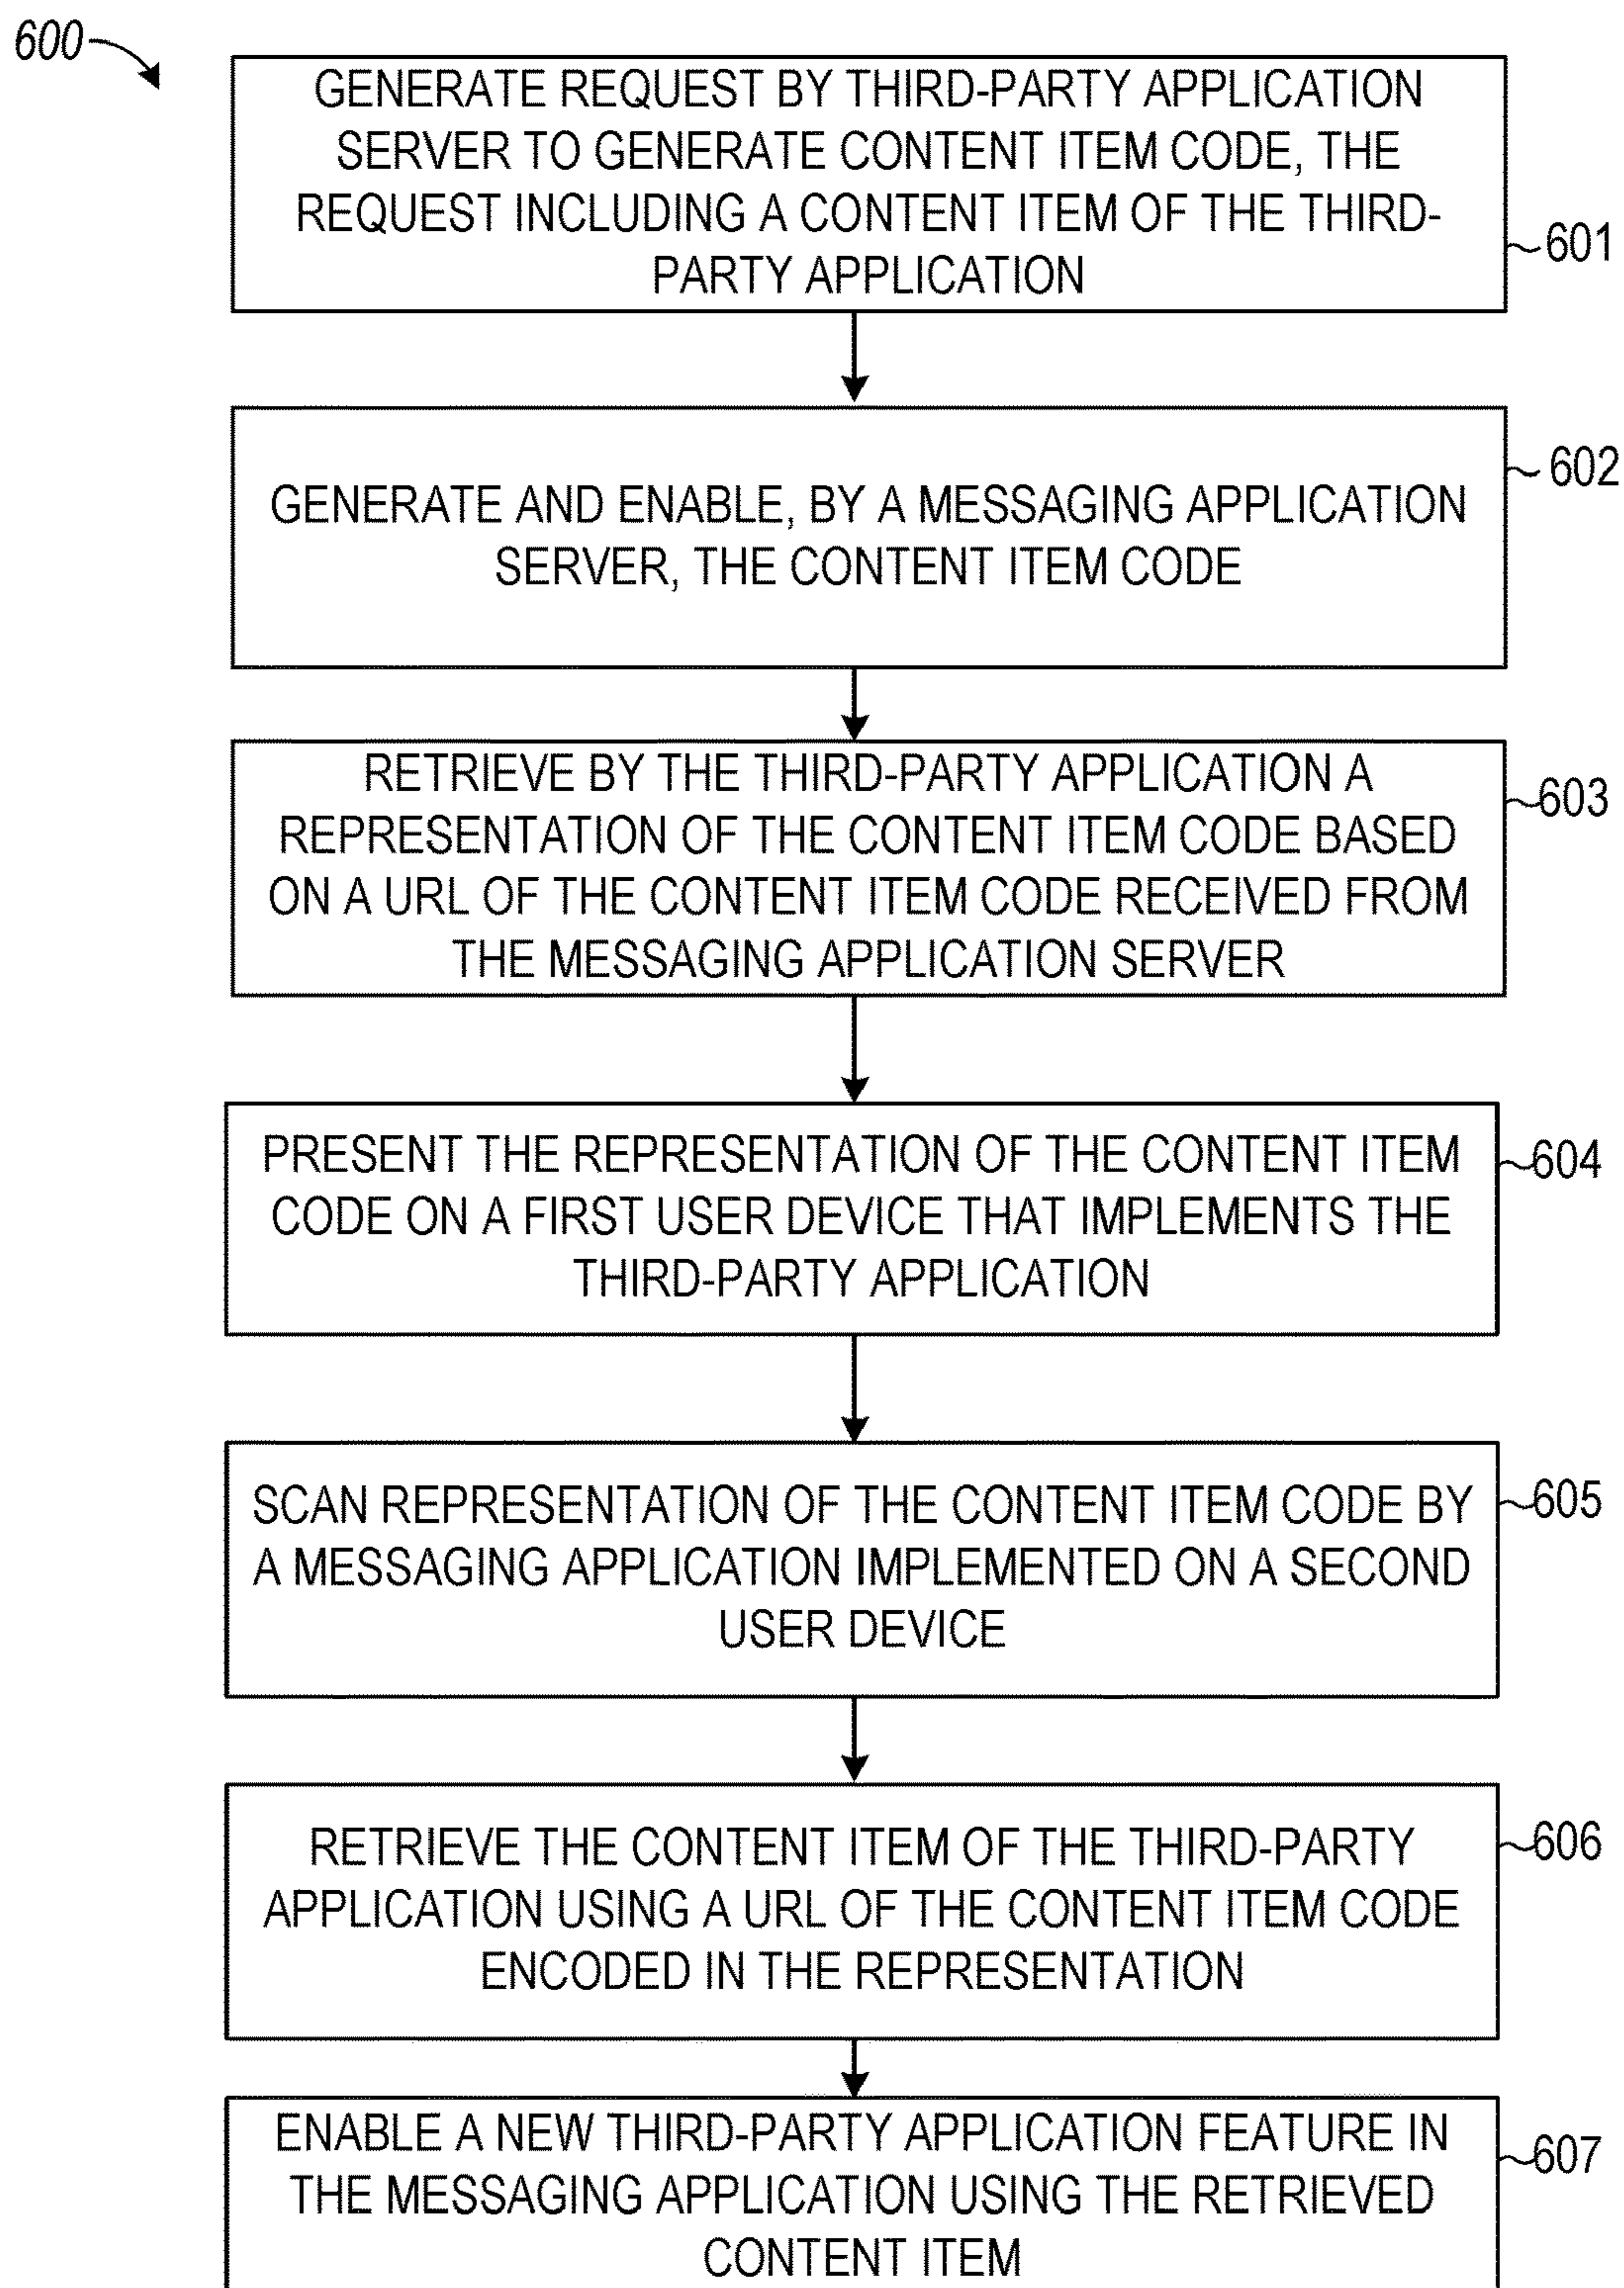 600
GENERATE REQUEST BY THIRD-PARTY APPLICATION
SERVER TO GENERATE CONTENT ITEM CODE, THE
REQUEST INCLUDING A CONTENT ITEM OF THE THIRD-
PARTY APPLICATION
601
GENERATE AND ENABLE, BY A MESSAGING APPLICATION
SERVER, THE CONTENT ITEM CODE
602
RETRIEVE BY THE THIRD-PARTY APPLICATION A
REPRESENTATION OF THE CONTENT ITEM CODE BASED
ON A URL OF THE CONTENT ITEM CODE RECEIVED FROM
THE MESSAGING APPLICATION SERVER
603
PRESENT THE REPRESENTATION OF THE CONTENT ITEM
CODE ON A FIRST USER DEVICE THAT IMPLEMENTS THE
THIRD-PARTY APPLICATION
604
SCAN REPRESENTATION OF THE CONTENT ITEM CODE BY
A MESSAGING APPLICATION IMPLEMENTED ON A SECOND
USER DEVICE
605
RETRIEVE THE CONTENT ITEM OF THE THIRD-PARTY
APPLICATION USING A URL OF THE CONTENT ITEM CODE
ENCODED IN THE REPRESENTATION
606
ENABLE A NEW THIRD-PARTY APPLICATION FEATURE IN
THE MESSAGING APPLICATION USING THE RETRIEVED
CONTENT ITEM
607